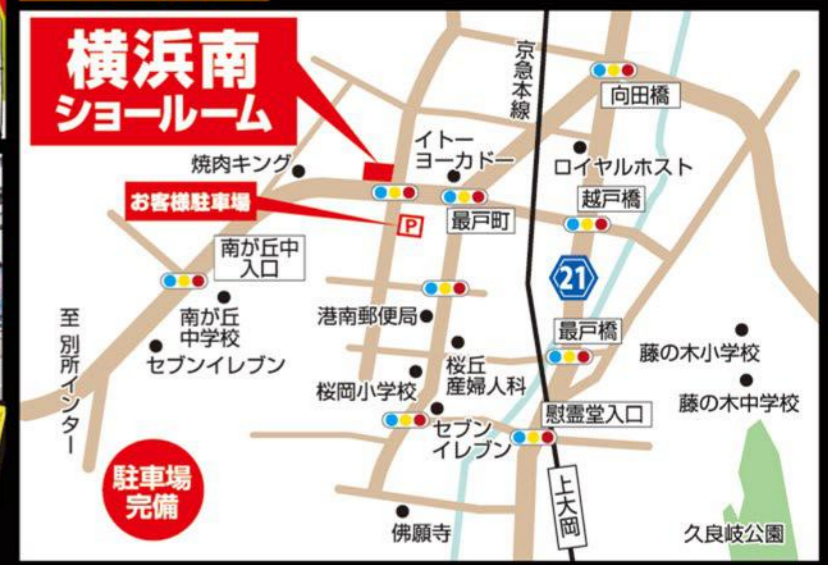 横浜南
ショールーム
京急本線
向田橋
イトー
ヨーカドー
焼肉キング
ロイヤルホスト
お客様駐車場
P
最戸町
越戸橋
南が丘中
入口
21
南が丘
中学校
港南郵便局
最戸橋
至 別所インター
セブンイレブン
桜丘
産婦人科
藤の木小学校
桜岡小学校
藤の木中学校
セブン
イレブン
慰霊堂入口
駐車場
完備
上大岡
佛願寺
久良岐公園